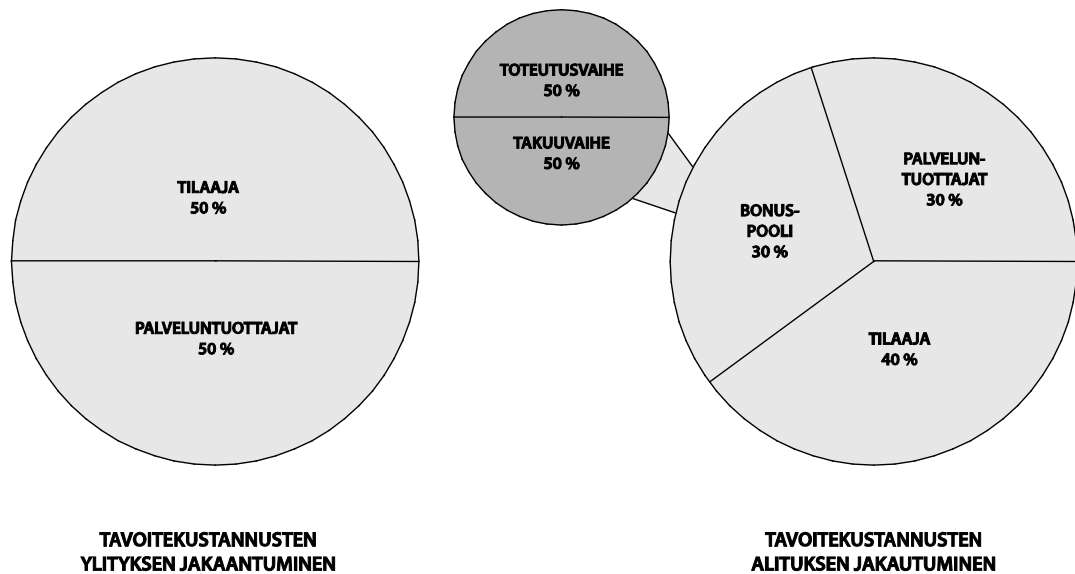 TILAAJA
50 %
PALVELUNTUOTTAJAT
50 %
TAVOITEKUSTANNUSTEN
YLITYKSEN JAKAANTUMINEN
TOTEUTUSVAIHE
50 %
TAKUUVAIHE
50 %
BONUS-
POOLI
30 %
PALVELUN-
TUOTTAJAT
30 %
TILAAJA
40 %
TAVOITEKUSTANNUSTEN
ALITUKSEN JAKAUTUMINEN